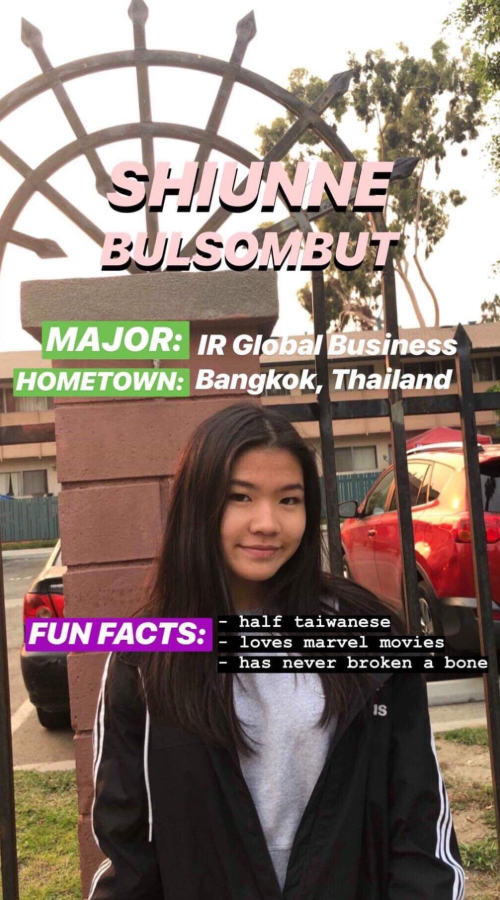 SHIUNNE
BULSOMBUT
MAJOR: IR Global Business
HOMETOWN: Bangkok, Thailand
FUN FACTS:
- half taiwanese
- loves marvel movies
- has never broken a bone